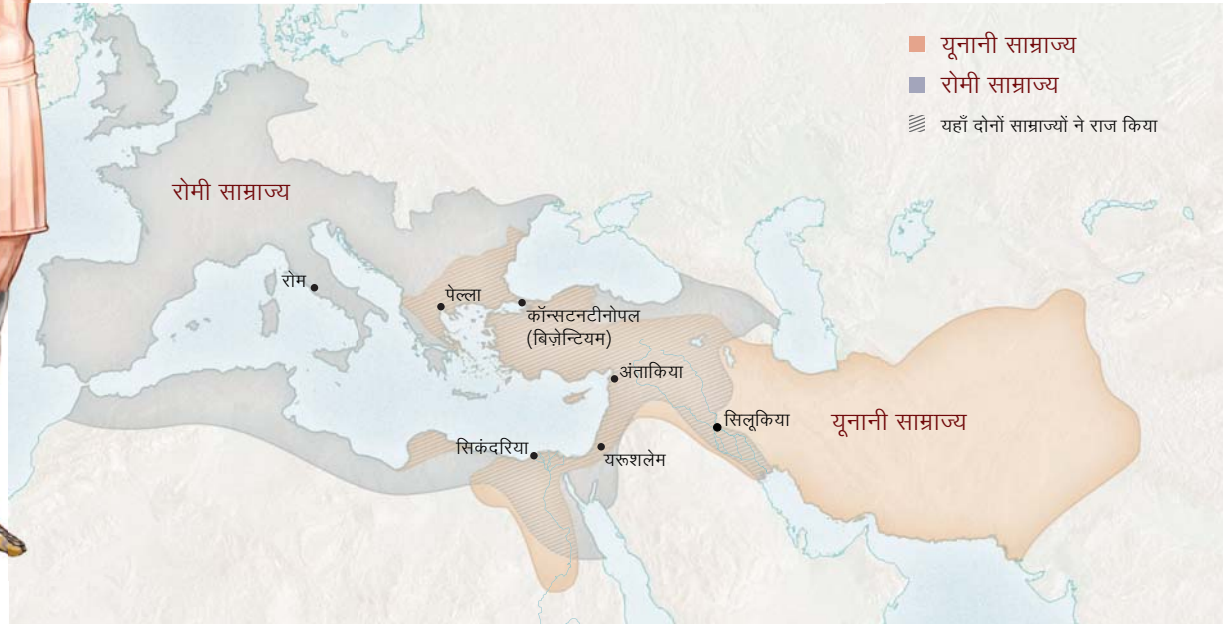 यूनानी साम्राज्य
रोमी साम्राज्य
यहाँ दोनों साम्राज्यों ने राज किया
रोमी साम्राज्य
रोम
पेल्ला
कॉन्सटनटीनोपल
(बिज़ेन्टियम)
अंताकिया
सिलूकिया
यूनानी साम्राज्य
सिकंदरिया
यरूशलेम